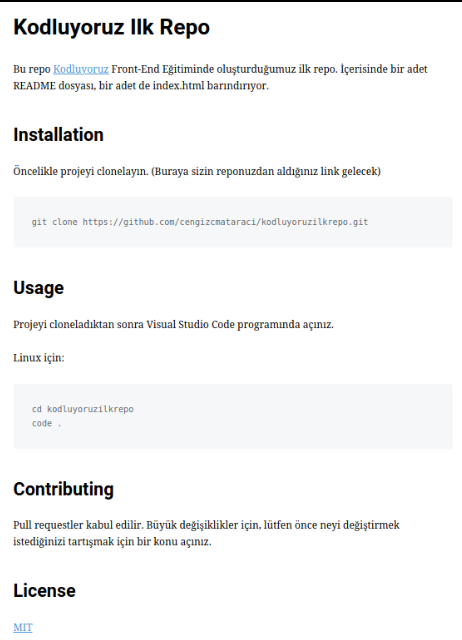 Kodluyoruz Ilk Repo
Bu repo Kodluyoruz Front-End Eğitiminde oluşturduğumuz ilk repo. İçerisinde bir adet
README dosyası, bir adet de index.html barındırıyor.
Installation
Öncelikle projeyi clonelayın. (Buraya sizin reponuzdan aldığınız link gelecek)
git clone https://github.com/cengizcmataraci/kodluyoruzilkrepo.git
Usage
Projeyi cloneladıktan sonra Visual Studio Code programında açınız.
Linux için:
cd kodluyoruzilkrepo
code .
Contributing
Pull requestler kabul edilir. Büyük değişiklikler için, lütfen önce neyi değiştirmek
istediğinizi tartışmak için bir konu açınız.
License
MIT